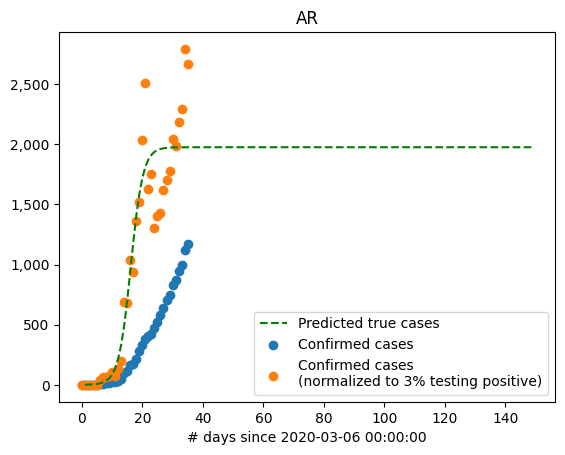 AR
2,500
2,000
1,500
1,000
500
0
Predicted true cases
Confirmed cases
Confirmed cases
(normalized to 3% testing positive)
0 20 40 60 80 100 120 140
# days since 2020-03-06 00:00:00